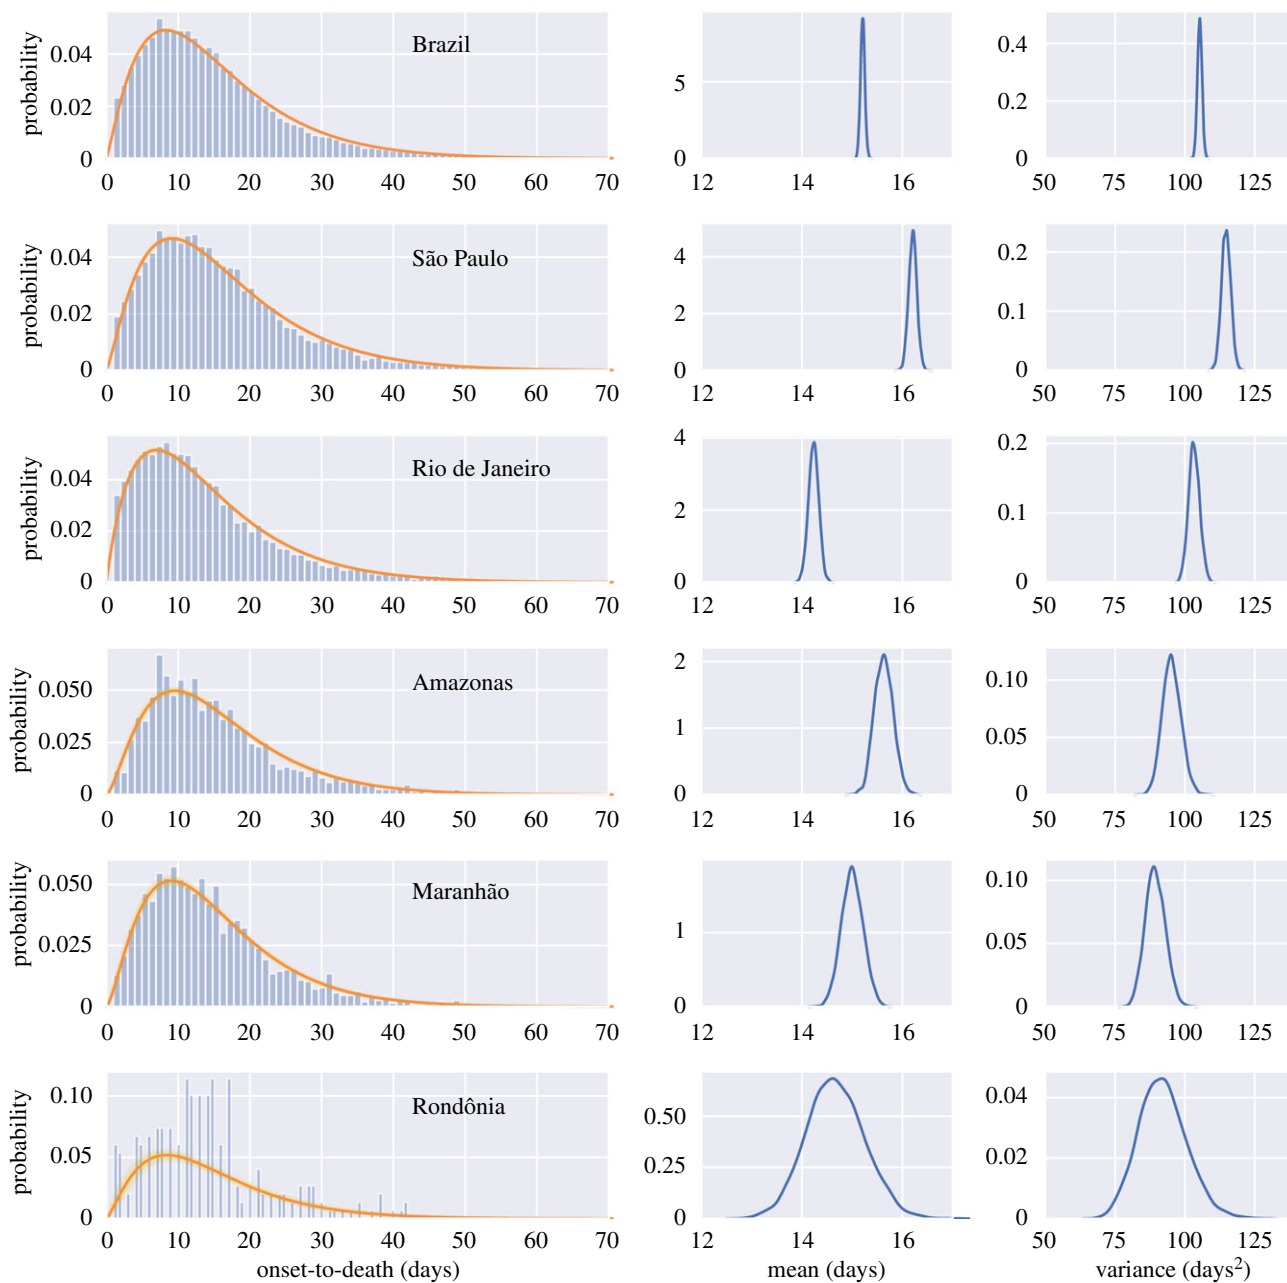 probability
0.04
0.02
0
Brazil
0 10 20 30 40 50 60 70
5
0
12 14 16
0.4
0.2
0
50 75 100 125
probability
0.04
0.02
0
São Paulo
0 10 20 30 40 50 60 70
4
2
0
12 14 16
0.2
0.1
0
50 75 100 125
probability
0.04
0.02
0
Rio de Janeiro
0 10 20 30 40 50 60 70
4
2
0
12 14 16
0.2
0.1
0
50 75 100 125
probability
0.050
0.025
0
Amazonas
0 10 20 30 40 50 60 70
2
1
0
12 14 16
0.10
0.05
0
50 75 100 125
probability
0.050
0.025
0
Maranhão
0 10 20 30 40 50 60 70
1
0
12 14 16
0.10
0.05
0
50 75 100 125
probability
0.10
0.05
0
Rondônia
0 10 20 30 40 50 60 70
onset-to-death (days)
0.50
0.25
0
12 14 16
mean (days)
0.04
0.02
0
50 75 100 125
variance (days²)